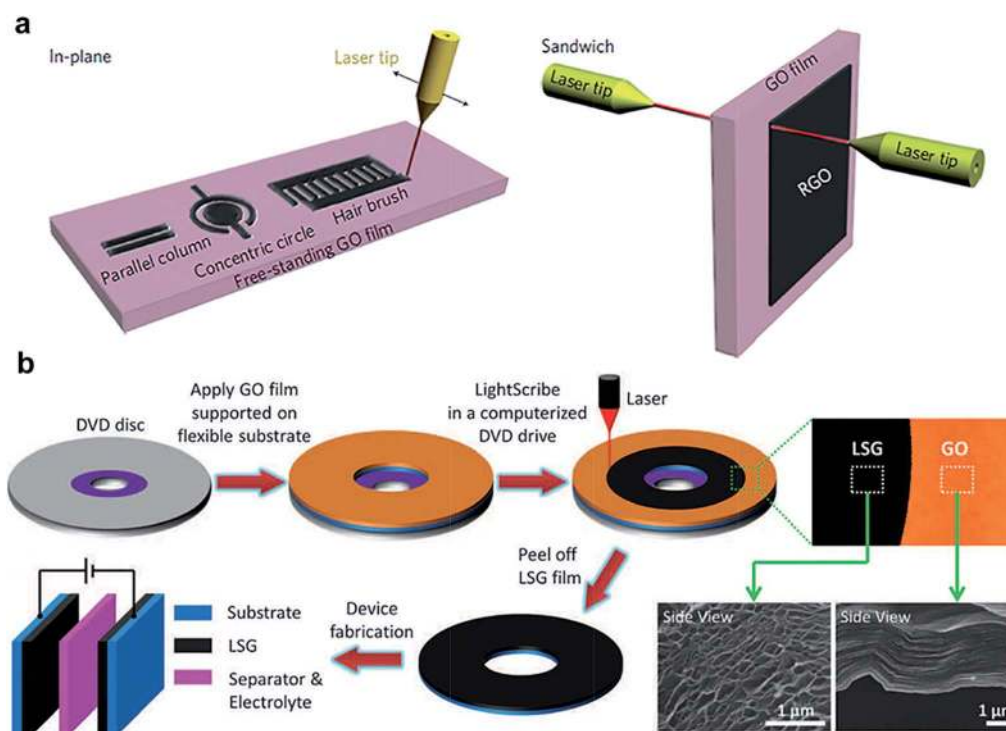 a
In-plane
Laser tip
Parallel column
Concentric circle
Hair brush
Free-standing GO film
Sandwich
Laser tip
GO film
RGO
Laser tip
b
DVD disc
Apply GO film
supported on
flexible substrate
LightScribe
in a computerized
DVD drive
Laser
LSG
GO
Peel off
LSG film
Device
fabrication
Substrate
LSG
Separator &
Electrolyte
Side View
1 μm
Side View
1 μ